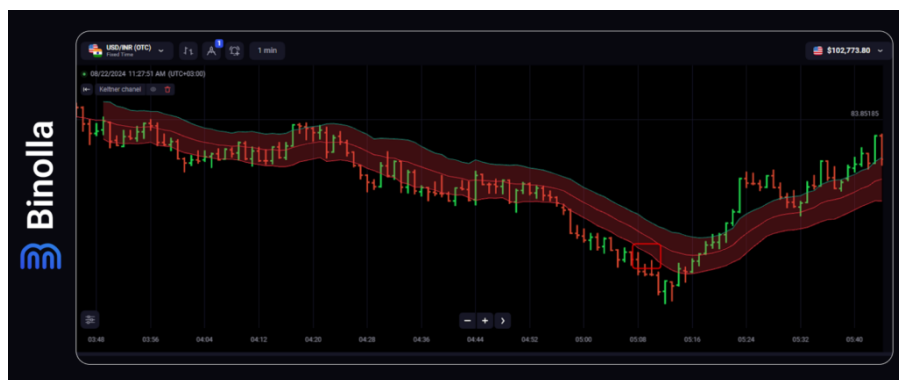 Binolla
USD/INR (OTC)
Fixed Time
1
1 min
$102,773.80
08/22/2024 11:27:51 AM (UTC+03:00)
Keltner chanel
83.85185
03:48 03:56 04:04 04:12 04:20 04:28 04:36 04:44 04:52 05:00 05:08 05:16 05:24 05:32 05:40